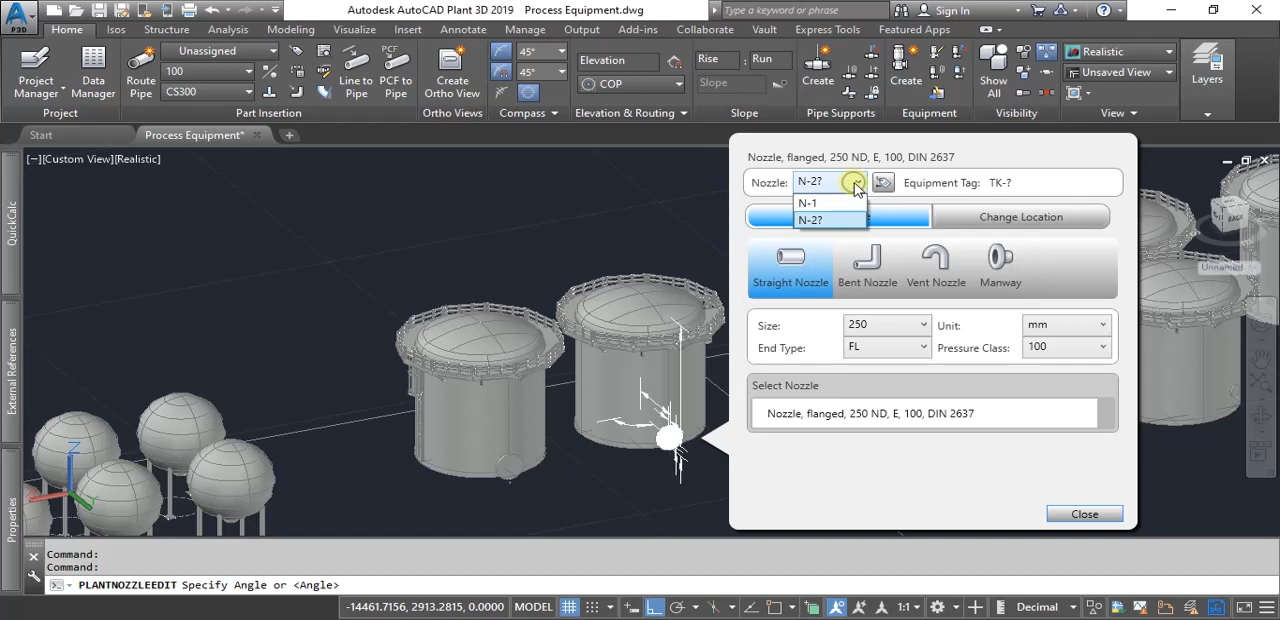 Autodesk AutoCAD Plant 3D 2019 Process Equipment.dwg
Type a keyword or phrase
Sign In
P3D
Home Isos Structure Analysis Modeling Visualize Insert Annotate Manage Output Add-ins Collaborate Vault Express Tools Featured Apps
Project Manager
Data Manager
Project
Route Pipe
Unassigned
100
CS300
Line to Pipe
PCF to Pipe
PCF
Part Insertion
Create Ortho View
Ortho Views
45°
45°
Compass
Elevation
COP
Elevation & Routing
Rise : Run
Slope
Slope
Create
Pipe Supports
Create
Equipment
Show All
Visibility
Realistic
Unsaved View
View
Layers
Start
Process Equipment*
[−][Custom View][Realistic]
QuickCalc
External References
Properties
Nozzle, flanged, 250 ND, E, 100, DIN 2637
Nozzle: N-2?
Equipment Tag: TK-?
N-1
N-2?
Change Location
Straight Nozzle
Bent Nozzle
Vent Nozzle
Manway
Size: 250
Unit: mm
End Type: FL
Pressure Class: 100
Select Nozzle
Nozzle, flanged, 250 ND, E, 100, DIN 2637
Close
BACK
Unnamed
Z
Y
Command:
Command:
PLANTNOZZLEEDIT Specify Angle or <Angle>
-14461.7156, 2913.2815, 0.0000 MODEL
1:1
Decimal